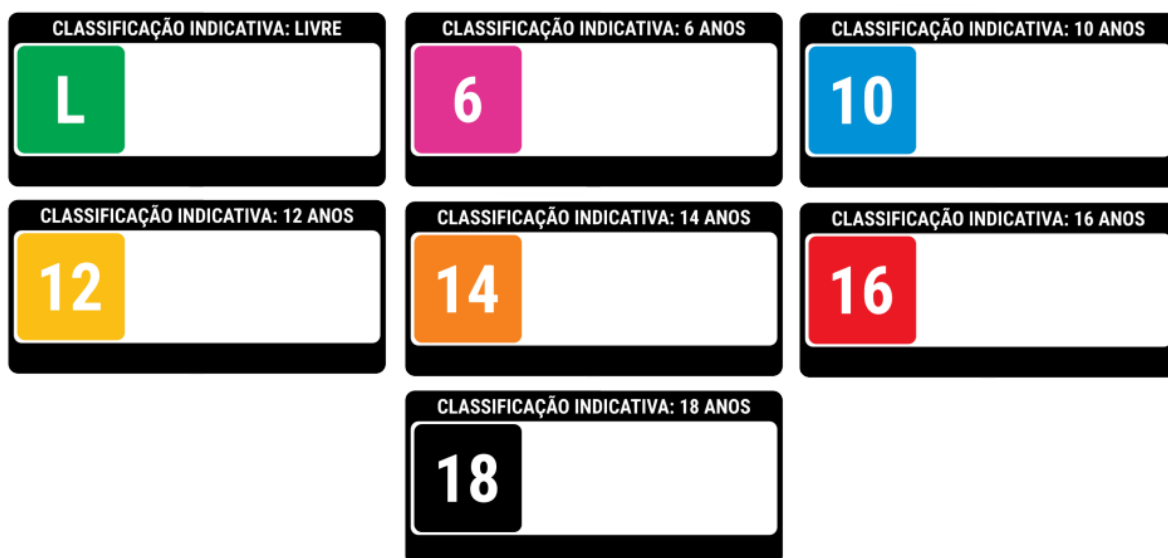 CLASSIFICAÇÃO INDICATIVA: LIVRE
L
CLASSIFICAÇÃO INDICATIVA: 6 ANOS
6
CLASSIFICAÇÃO INDICATIVA: 10 ANOS
10
CLASSIFICAÇÃO INDICATIVA: 12 ANOS
12
CLASSIFICAÇÃO INDICATIVA: 14 ANOS
14
CLASSIFICAÇÃO INDICATIVA: 16 ANOS
16
CLASSIFICAÇÃO INDICATIVA: 18 ANOS
18